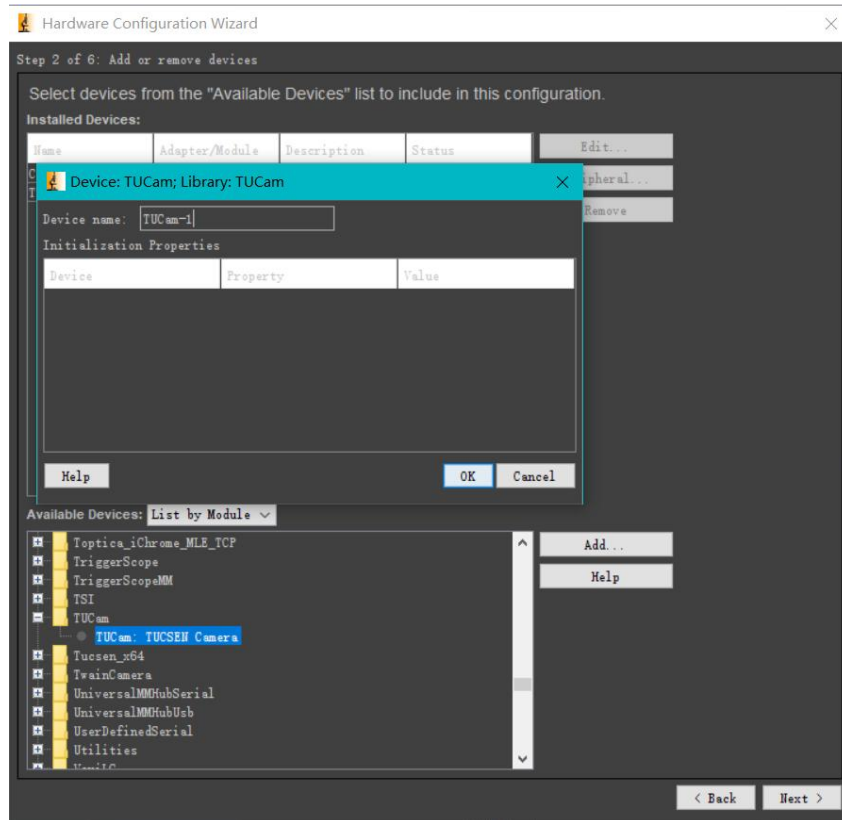 Hardware Configuration Wizard
Step 2 of 6: Add or remove devices
Select devices from the "Available Devices" list to include in this configuration.
Installed Devices:
Name Adapter/Module Description Status
Edit...
C
T
ipheral...
Remove
Device: TUCam; Library: TUCam
Device name: TUCam-1
Initialization Properties
Device Property Value
Help OK Cancel
Available Devices: List by Module
Toptica_iChrome_MLE_TCP
TriggerScope
TriggerScopeMM
TSI
TUCam
TUCam: TUCSEN Camera
Tucsen_x64
TwainCamera
UniversalMMHubSerial
UniversalMMHubUsb
UserDefinedSerial
Utilities
Add...
Help
< Back Next >